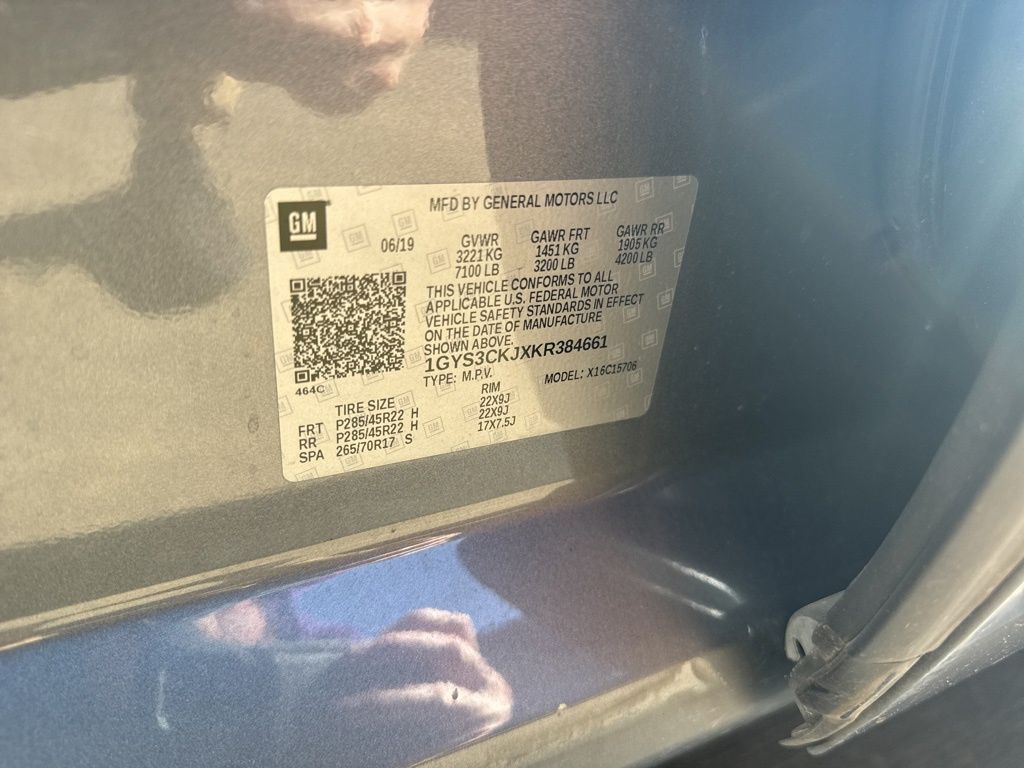 MFD BY GENERAL MOTORS LLC
GM
06/19
GVWR GAWR FRT GAWR RR
3221 KG 1451 KG 1905 KG
7100 LB 3200 LB 4200 LB
THIS VEHICLE CONFORMS TO ALL
APPLICABLE U.S. FEDERAL MOTOR
VEHICLE SAFETY STANDARDS IN EFFECT
ON THE DATE OF MANUFACTURE
SHOWN ABOVE.
1GYS3CKJXKR384661
TYPE: M.P.V. MODEL: X16C15706
464C
TIRE SIZE RIM
FRT P285/45R22 H 22X9J
RR P285/45R22 H 22X9J
SPA 265/70R17 S 17X7.5J